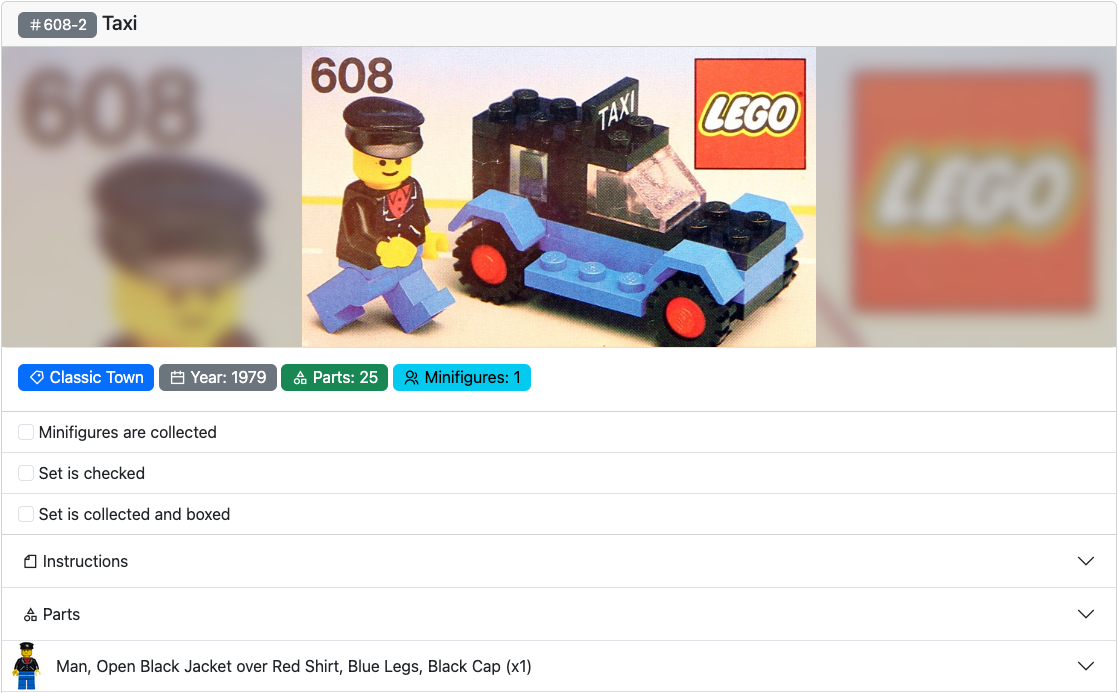 #608-2 Taxi
608
608
TAXI
LEGO
LEGO
Classic Town Year: 1979 Parts: 25 Minifigures: 1
Minifigures are collected
Set is checked
Set is collected and boxed
Instructions
Parts
Man, Open Black Jacket over Red Shirt, Blue Legs, Black Cap (x1)